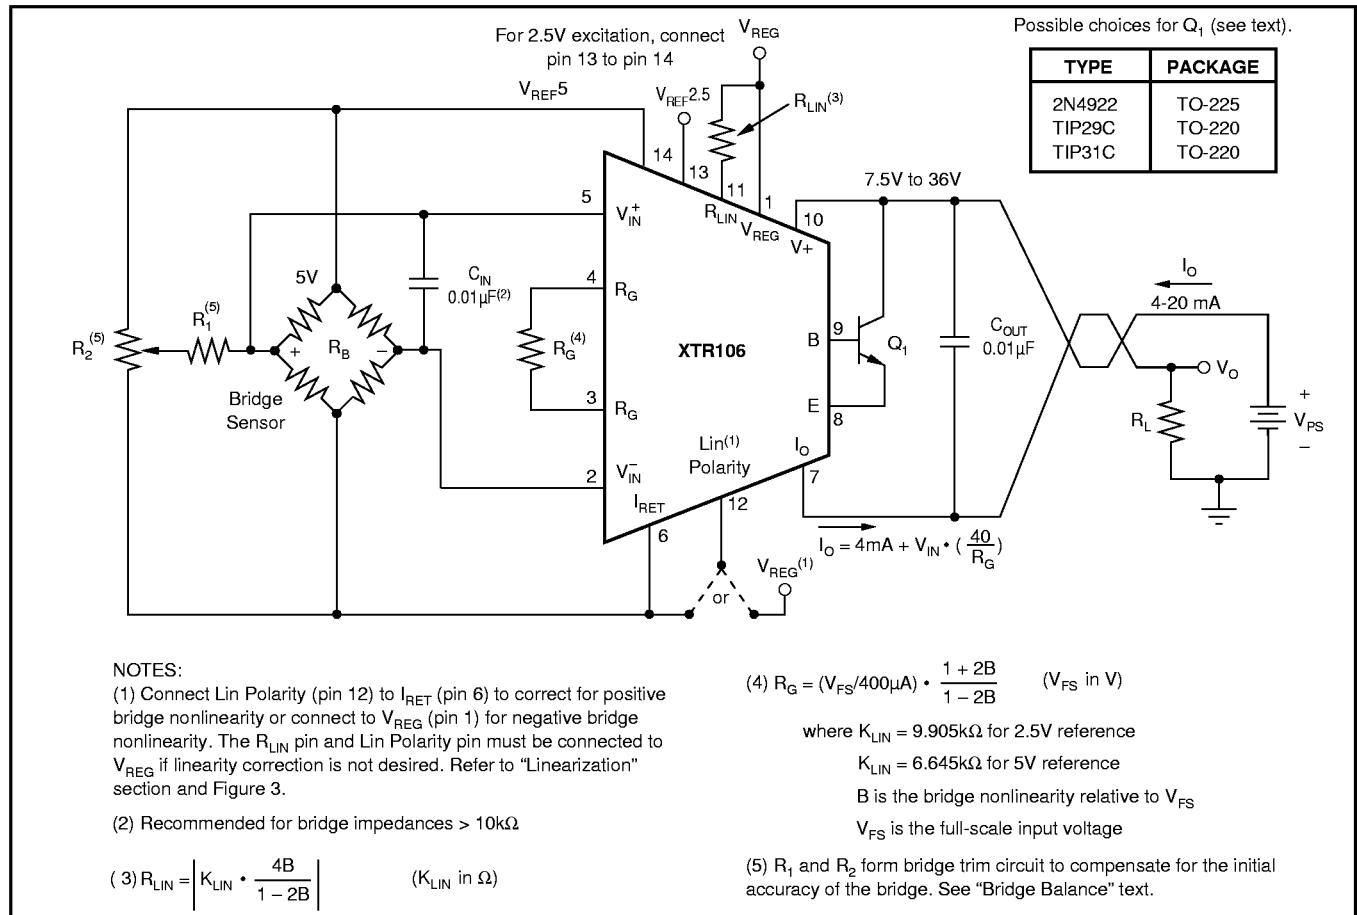 For 2.5V excitation, connect
pin 13 to pin 14
V_REG
Possible choices for Q₁ (see text).
TYPE PACKAGE
2N4922 TO-225
TIP29C TO-220
TIP31C TO-220
V_REF5
V_REF2.5
R_LIN(3)
14
13
11
1
10
7.5V to 36V
5
V⁺_IN
R_LIN
V_REG
V+
5V
C_IN
0.01µF(2)
4
R_G
I_O
4-20 mA
R₂(5)
R₁(5)
+
R_B
–
R_G(4)
XTR106
9
B
Q₁
C_OUT
0.01µF
V_O
Bridge
Sensor
3
R_G
E
8
R_L
+
V_PS
–
Lin(1)
Polarity
I_O
7
2
V⁻_IN
I_RET
6
12
I_O = 4mA + V_IN • (40/R_G)
V_REG(1)
or
NOTES:
(1) Connect Lin Polarity (pin 12) to I_RET (pin 6) to correct for positive
bridge nonlinearity or connect to V_REG (pin 1) for negative bridge
nonlinearity. The R_LIN pin and Lin Polarity pin must be connected to
V_REG if linearity correction is not desired. Refer to “Linearization”
section and Figure 3.
(2) Recommended for bridge impedances > 10kΩ
( 3) R_LIN = |K_LIN • 4B/(1 – 2B)| (K_LIN in Ω)
(4) R_G = (V_FS/400µA) • (1 + 2B)/(1 – 2B) (V_FS in V)
where K_LIN = 9.905kΩ for 2.5V reference
K_LIN = 6.645kΩ for 5V reference
B is the bridge nonlinearity relative to V_FS
V_FS is the full-scale input voltage
(5) R₁ and R₂ form bridge trim circuit to compensate for the initial
accuracy of the bridge. See “Bridge Balance” text.